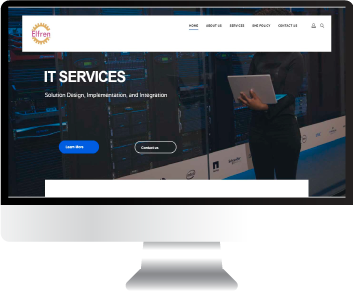 Elfren
HOME ABOUT US SERVICES SHE POLICY CONTACT US
IT SERVICES
Solution Design, Implementation, and Integration
Learn More
Contact us